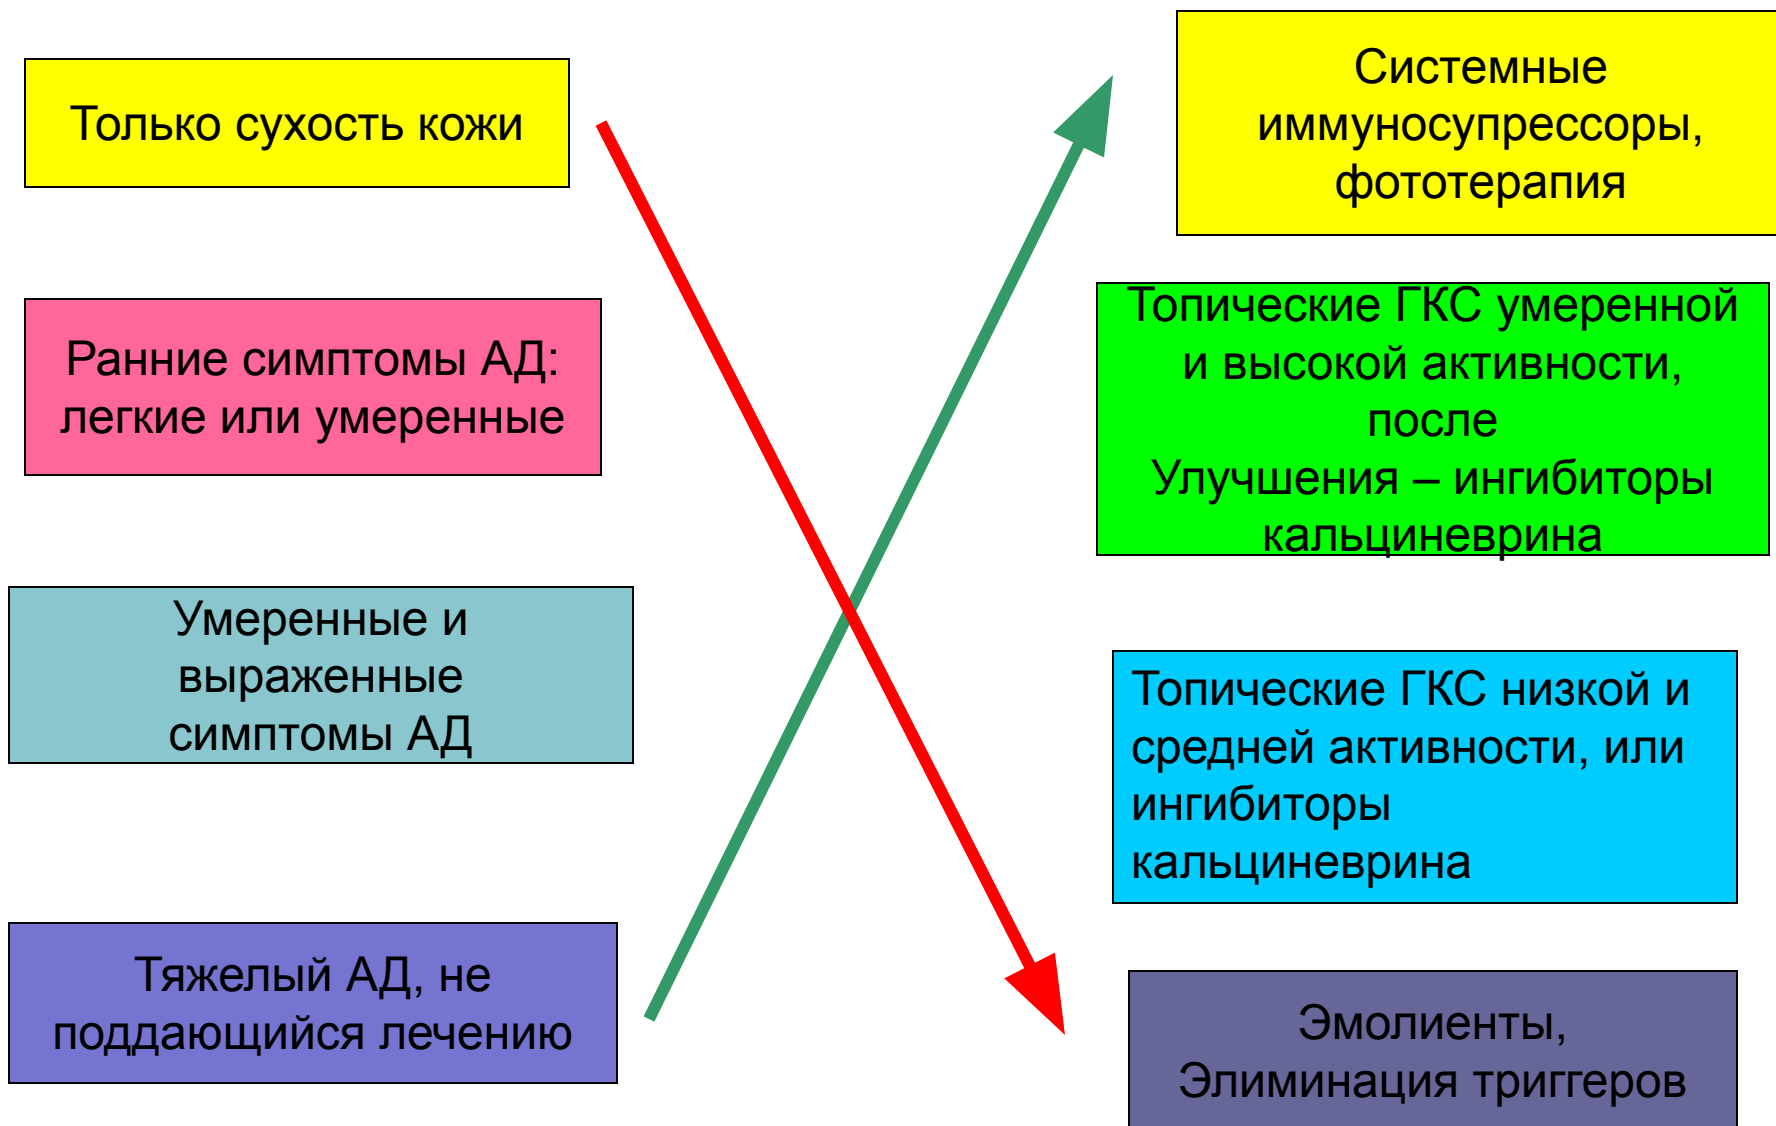 Только сухость кожи
Ранние симптомы АД:
легкие или умеренные
Умеренные и
выраженные
симптомы АД
Тяжелый АД, не
поддающийся лечению
Системные
иммуносупрессоры,
фототерапия
Топические ГКС умеренной
и высокой активности,
после
Улучшения – ингибиторы
кальциневрина
Топические ГКС низкой и
средней активности, или
ингибиторы
кальциневрина
Эмолиенты,
Элиминация триггеров